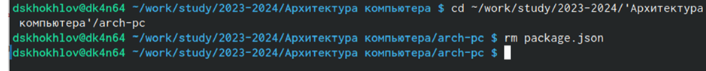 dskhokhlov@dk4n64 ~/work/study/2023-2024/Архитектура компьютера $ cd ~/work/study/2023-2024/'Архитектура
компьютера'/arch-pc
dskhokhlov@dk4n64 ~/work/study/2023-2024/Архитектура компьютера/arch-pc $ rm package.json
dskhokhlov@dk4n64 ~/work/study/2023-2024/Архитектура компьютера/arch-pc $